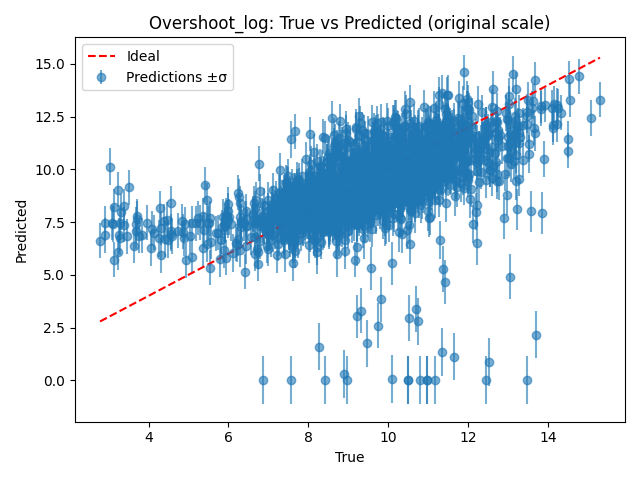 Overshoot_log: True vs Predicted (original scale)
Ideal
Predictions ±σ
Predicted
15.0
12.5
10.0
7.5
5.0
2.5
0.0
4 6 8 10 12 14
True